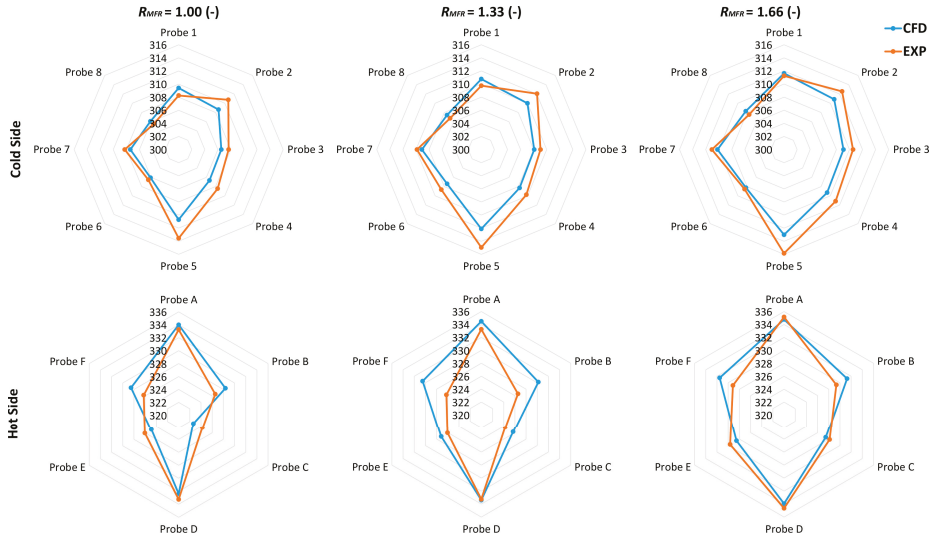 R_MFR = 1.00 (-)
R_MFR = 1.33 (-)
R_MFR = 1.66 (-)
CFD
EXP
Cold Side
Probe 1
316
314
312
310
308
306
304
302
300
Probe 2
Probe 3
Probe 4
Probe 5
Probe 6
Probe 7
Probe 8
Probe 1
316
314
312
310
308
306
304
302
300
Probe 2
Probe 3
Probe 4
Probe 5
Probe 6
Probe 7
Probe 8
Probe 1
316
314
312
310
308
306
304
302
300
Probe 2
Probe 3
Probe 4
Probe 5
Probe 6
Probe 7
Probe 8
Hot Side
Probe A
336
334
332
330
328
326
324
322
320
Probe B
Probe C
Probe D
Probe E
Probe F
Probe A
336
334
332
330
328
326
324
322
320
Probe B
Probe C
Probe D
Probe E
Probe F
Probe A
336
334
332
330
328
326
324
322
320
Probe B
Probe C
Probe D
Probe E
Probe F